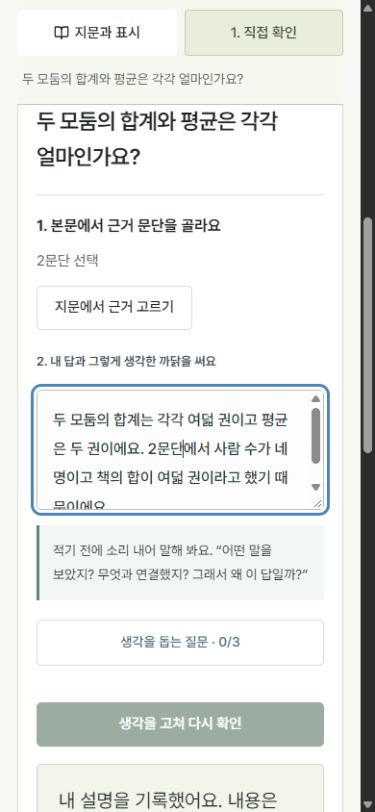 지문과 표시
1. 직접 확인
두 모둠의 합계와 평균은 각각 얼마인가요?
두 모둠의 합계와 평균은 각각
얼마인가요?
1. 본문에서 근거 문단을 골라요
2문단 선택
지문에서 근거 고르기
2. 내 답과 그렇게 생각한 까닭을 써요
두 모둠의 합계는 각각 여덟 권이고 평균
은 두 권이에요. 2문단에서 사람 수가 네
명이고 책의 합이 여덟 권이라고 했기 때
문이에요
적기 전에 소리 내어 말해 봐요. “어떤 말을
보았지? 무엇과 연결했지? 그래서 왜 이 답일까?”
생각을 돕는 질문 · 0/3
생각을 고쳐 다시 확인
내 설명을 기록했어요. 내용은